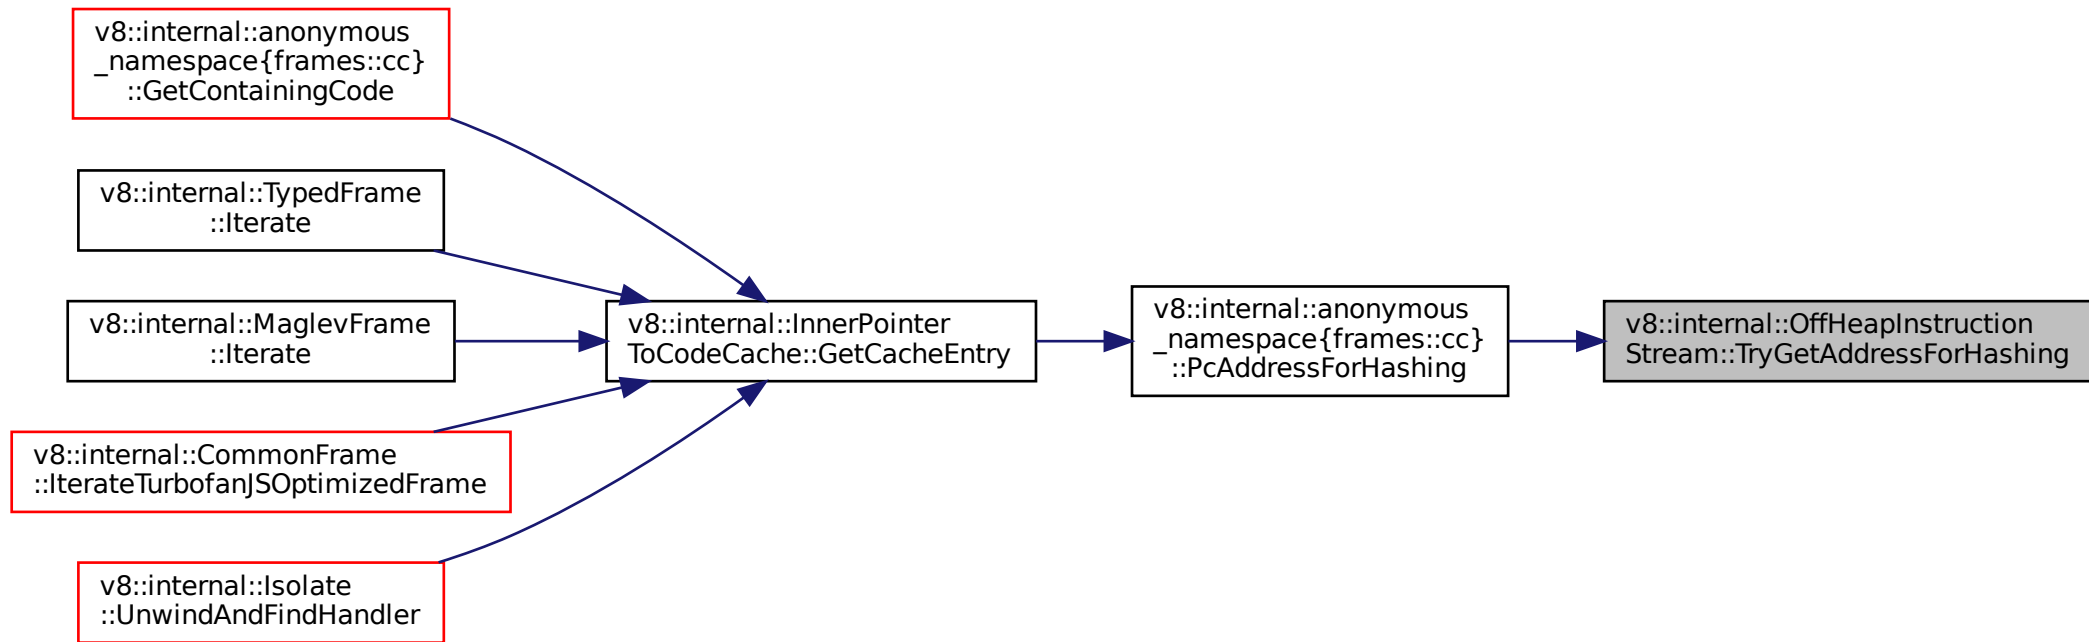 v8::internal::anonymous
_namespace{frames::cc}
::GetContainingCode
v8::internal::TypedFrame
::Iterate
v8::internal::MaglevFrame
::Iterate
v8::internal::CommonFrame
::IterateTurbofanJSOptimizedFrame
v8::internal::Isolate
::UnwindAndFindHandler
v8::internal::InnerPointer
ToCodeCache::GetCacheEntry
v8::internal::anonymous
_namespace{frames::cc}
::PcAddressForHashing
v8::internal::OffHeapInstruction
Stream::TryGetAddressForHashing